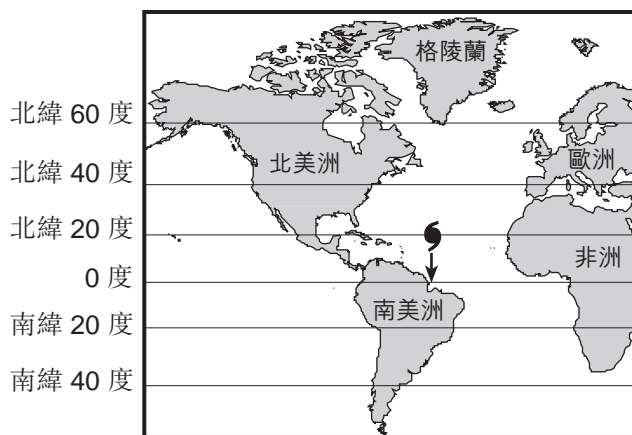 格陵蘭
北緯 60 度
北美洲
歐洲
北緯 40 度
北緯 20 度
非洲
0 度
南美洲
南緯 20 度
南緯 40 度